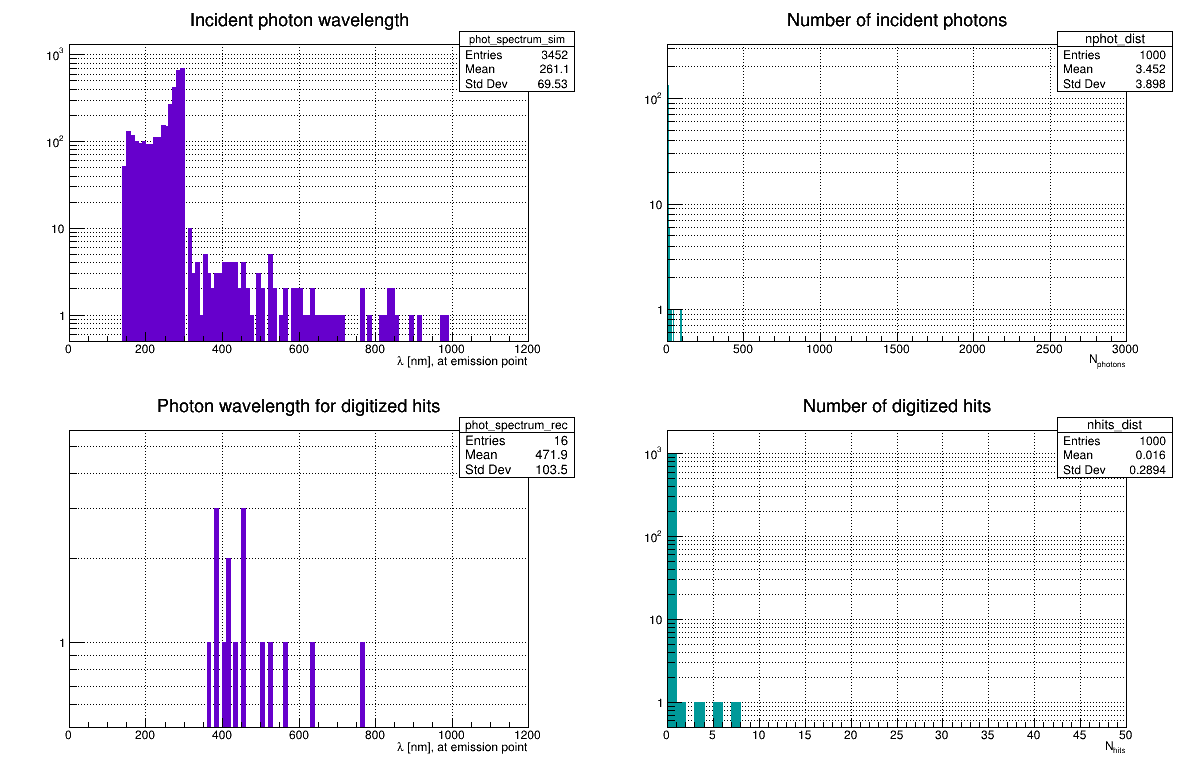 Incident photon wavelength
phot_spectrum_sim
Entries 3452
Mean 261.1
Std Dev 69.53
10³
10²
10
1
0 200 400 600 800 1000 1200
λ [nm], at emission point
Number of incident photons
nphot_dist
Entries 1000
Mean 3.452
Std Dev 3.898
10²
10
1
0 500 1000 1500 2000 2500 3000
Nphotons
Photon wavelength for digitized hits
phot_spectrum_rec
Entries 16
Mean 471.9
Std Dev 103.5
1
0 200 400 600 800 1000 1200
λ [nm], at emission point
Number of digitized hits
nhits_dist
Entries 1000
Mean 0.016
Std Dev 0.2894
10³
10²
10
1
0 5 10 15 20 25 30 35 40 45 50
Nhits